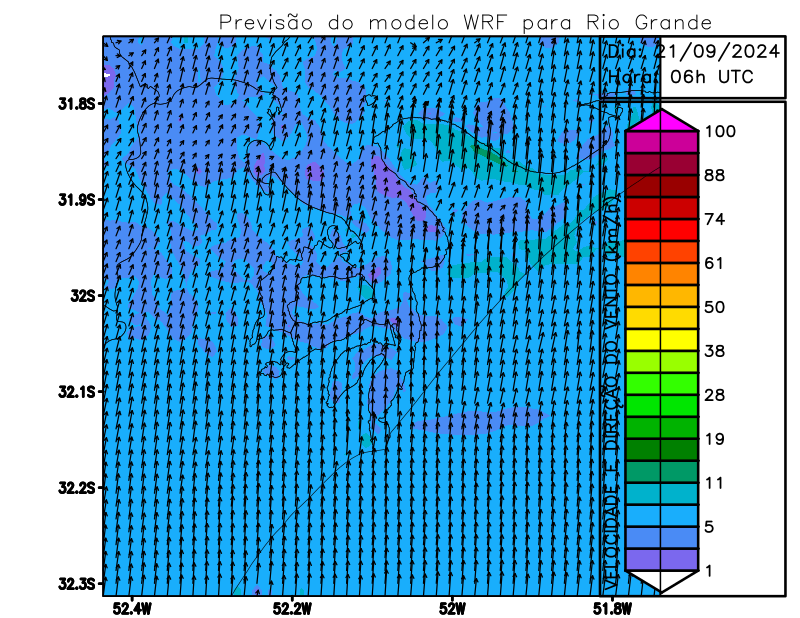 Previsão do modelo WRF para Rio Grande
Dia: 21/09/2024
Hora: 06h UTC
31.8S
31.9S
32S
32.1S
32.2S
32.3S
52.4W
52.2W
52W
51.8W
VELOCIDADE E DIREÇÃO DO VENTO (Km/h)
100
88
74
61
50
38
28
19
11
5
1